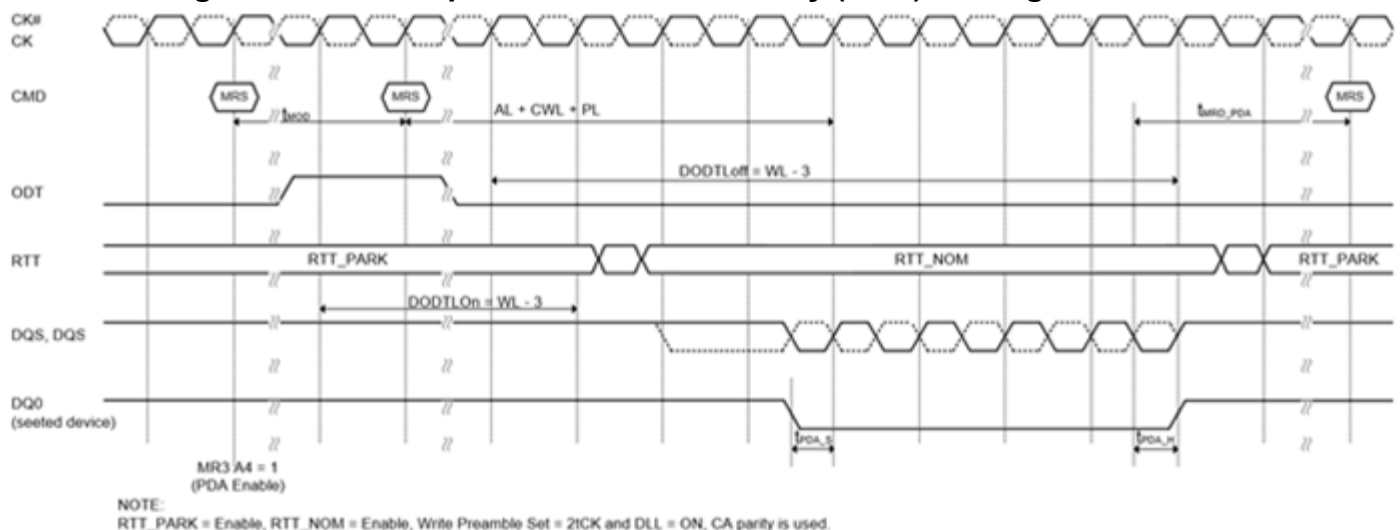 CK#
CK
CMD
MRS
MRS
MRS
tMOD
AL + CWL + PL
tMRD_PDA
ODT
DODTLoff = WL - 3
RTT
RTT_PARK
RTT_NOM
RTT_PARK
DODTLOn = WL - 3
DQS, DQS
DQ0
(seeted device)
tPDA_S
tPDA_H
MR3 A4 = 1
(PDA Enable)
NOTE:
RTT_PARK = Enable, RTT_NOM = Enable, Write Preamble Set = 2tCK and DLL = ON, CA parity is used.